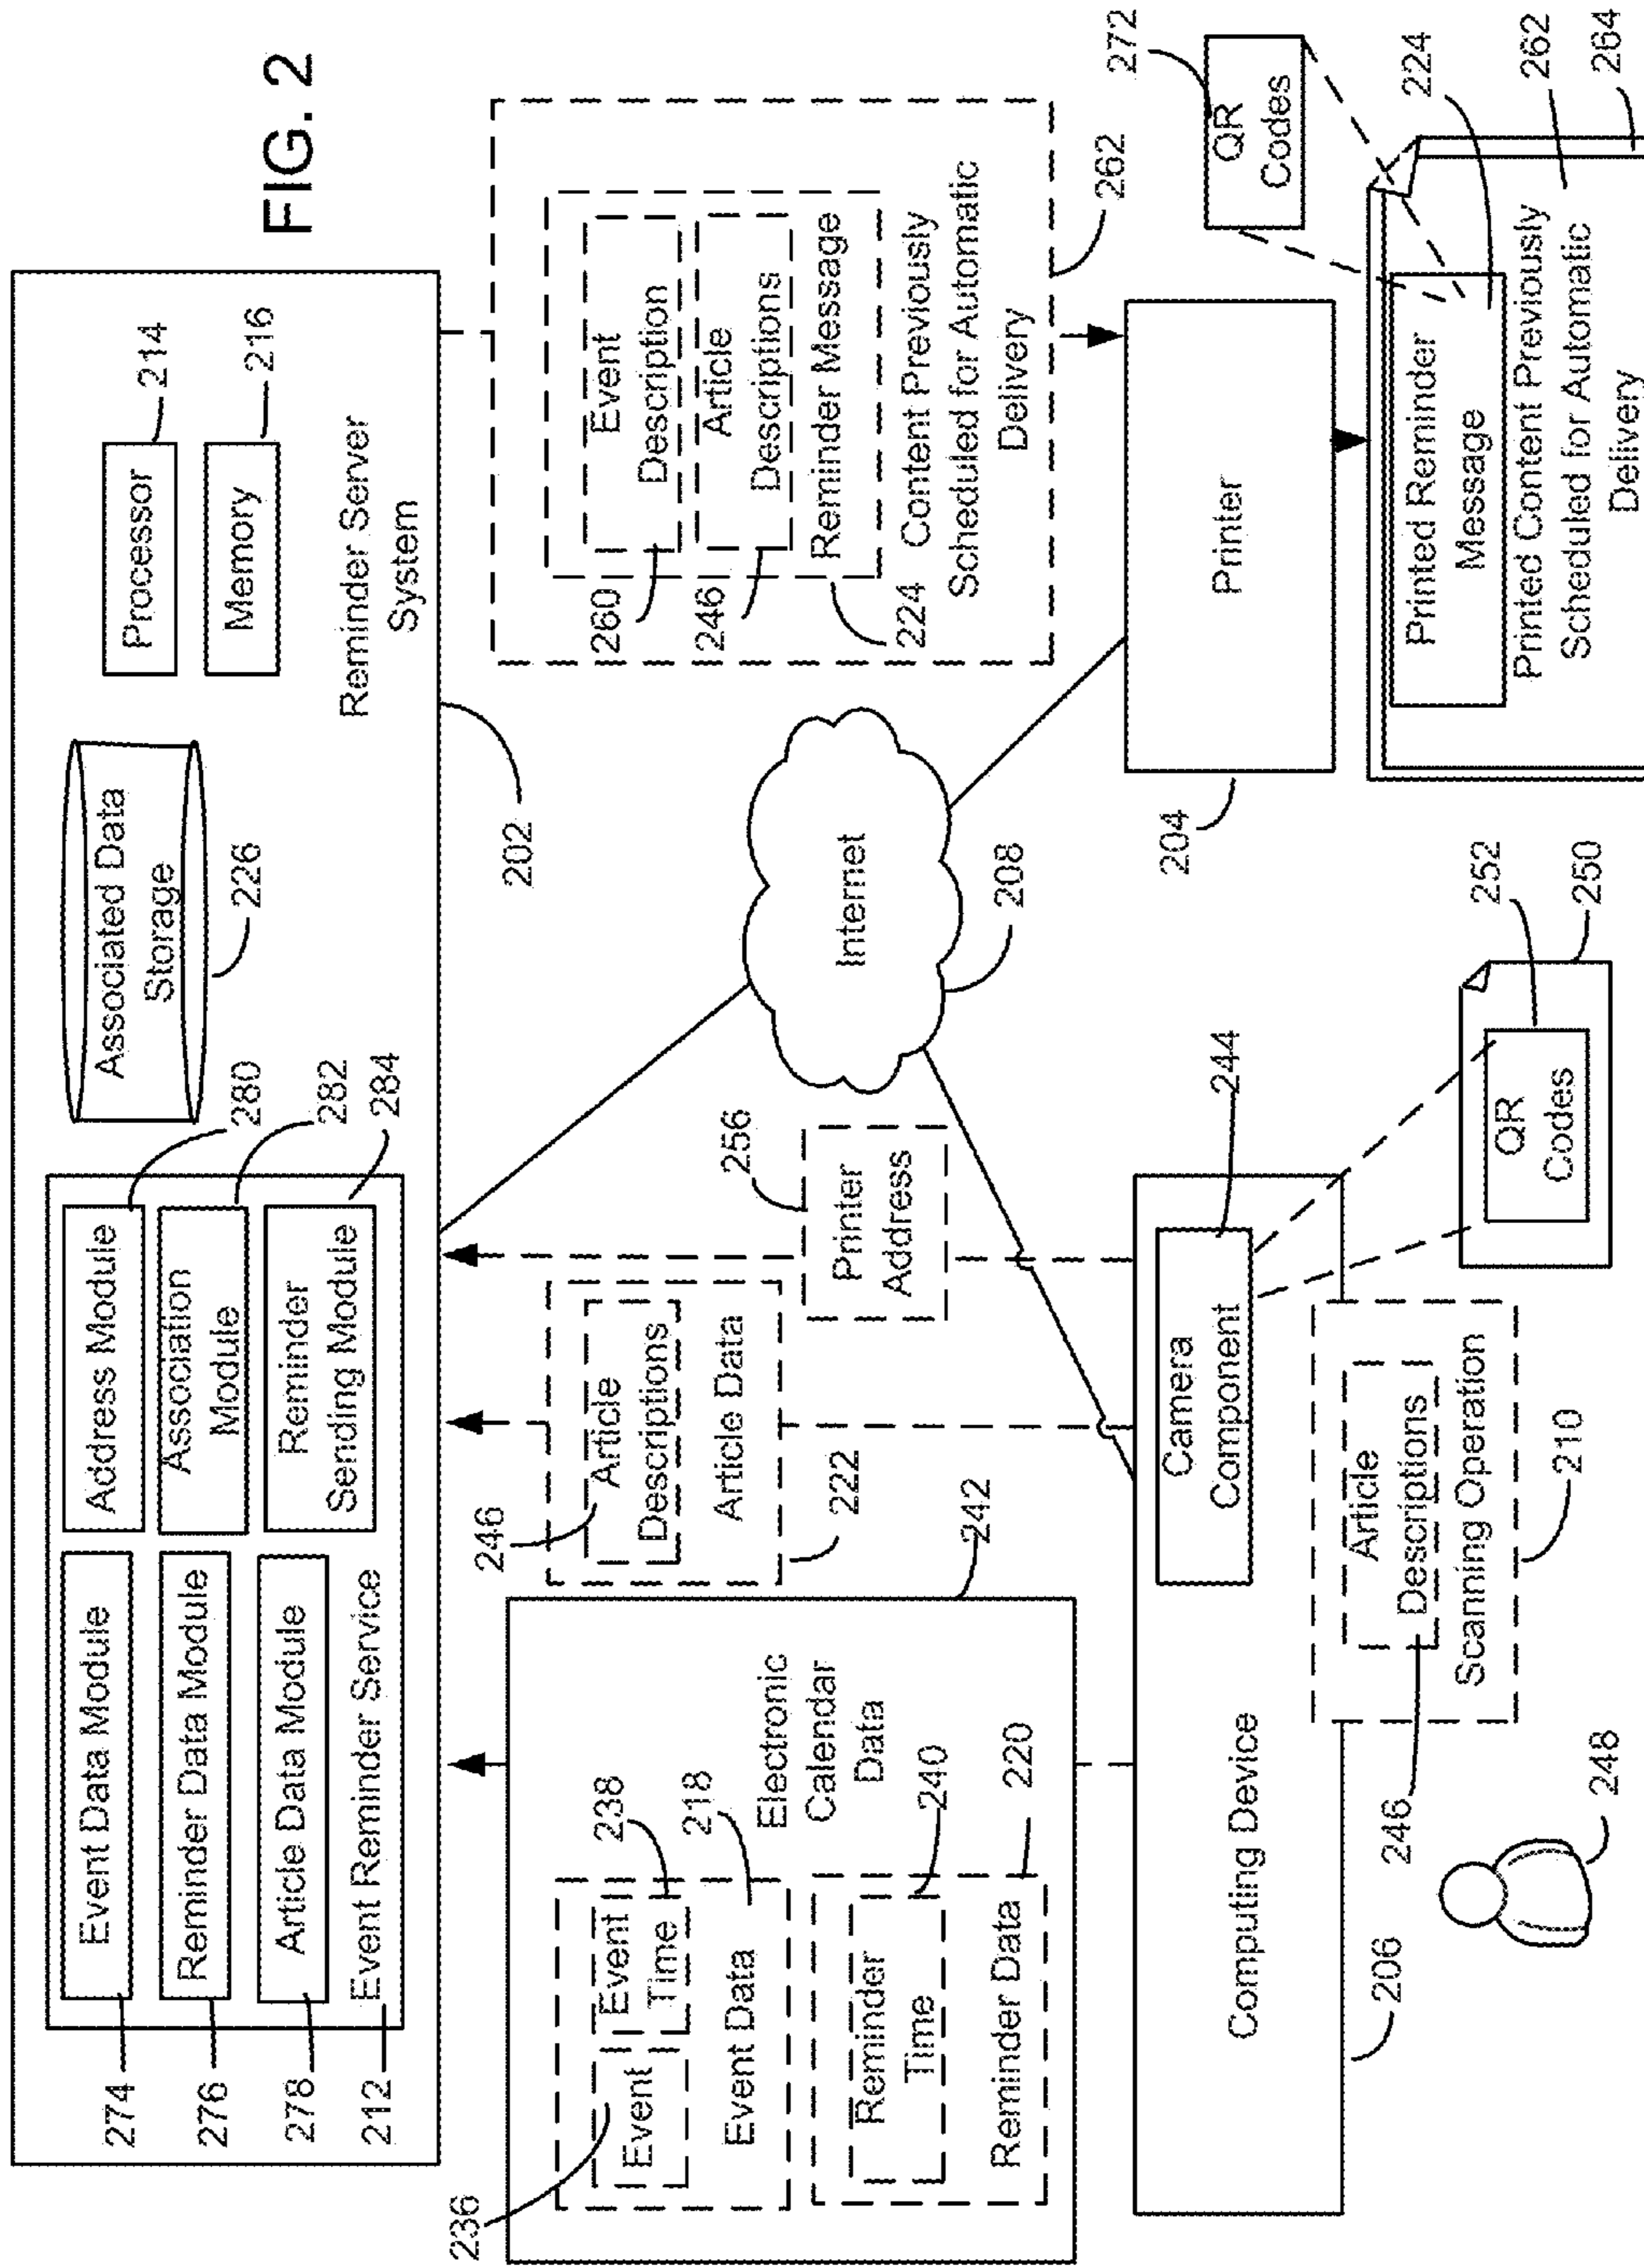 FIG. 2
274
Event Data Module
276
Reminder Data Module
278
Article Data Module
212
Event Reminder Service
Address Module
280
Association
Module
282
Reminder
Sending Module
284
Associated Data
Storage
226
Processor
214
Memory
216
Reminder Server
System
202
236
Event
Event
Time
238
Event Data
218
Reminder
Time
240
Reminder Data
220
Electronic
Calendar
Data
242
246
Article
Descriptions
Article Data
222
256
Printer
Address
Internet
208
260
Event
Description
246
Article
Descriptions
224
Reminder Message
Content Previously
Scheduled for Automatic
Delivery
262
Computing Device
206
Camera
Component
244
246
Article
Descriptions
Scanning Operation
210
248
QR
Codes
252
250
Printer
204
QR
Codes
272
Printed Reminder
Message
224
Printed Content Previously
Scheduled for Automatic
Delivery
262
264